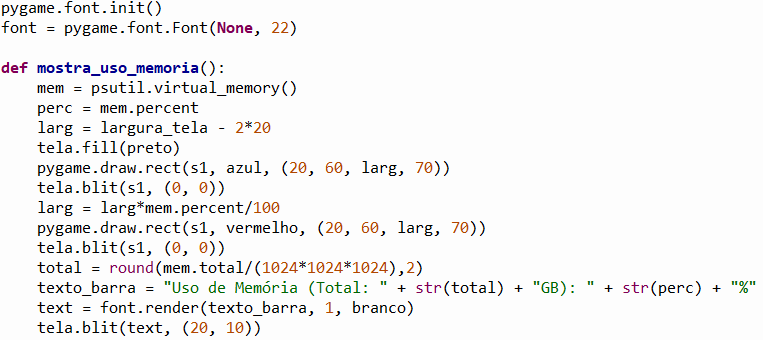 pygame.font.init()
font = pygame.font.Font(None, 22)

def mostra_uso_memoria():
    mem = psutil.virtual_memory()
    perc = mem.percent
    larg = largura_tela - 2*20
    tela.fill(preto)
    pygame.draw.rect(s1, azul, (20, 60, larg, 70))
    tela.blit(s1, (0, 0))
    larg = larg*mem.percent/100
    pygame.draw.rect(s1, vermelho, (20, 60, larg, 70))
    tela.blit(s1, (0, 0))
    total = round(mem.total/(1024*1024*1024),2)
    texto_barra = "Uso de Memória (Total: " + str(total) + "GB): " + str(perc) + "%"
    text = font.render(texto_barra, 1, branco)
    tela.blit(text, (20, 10))